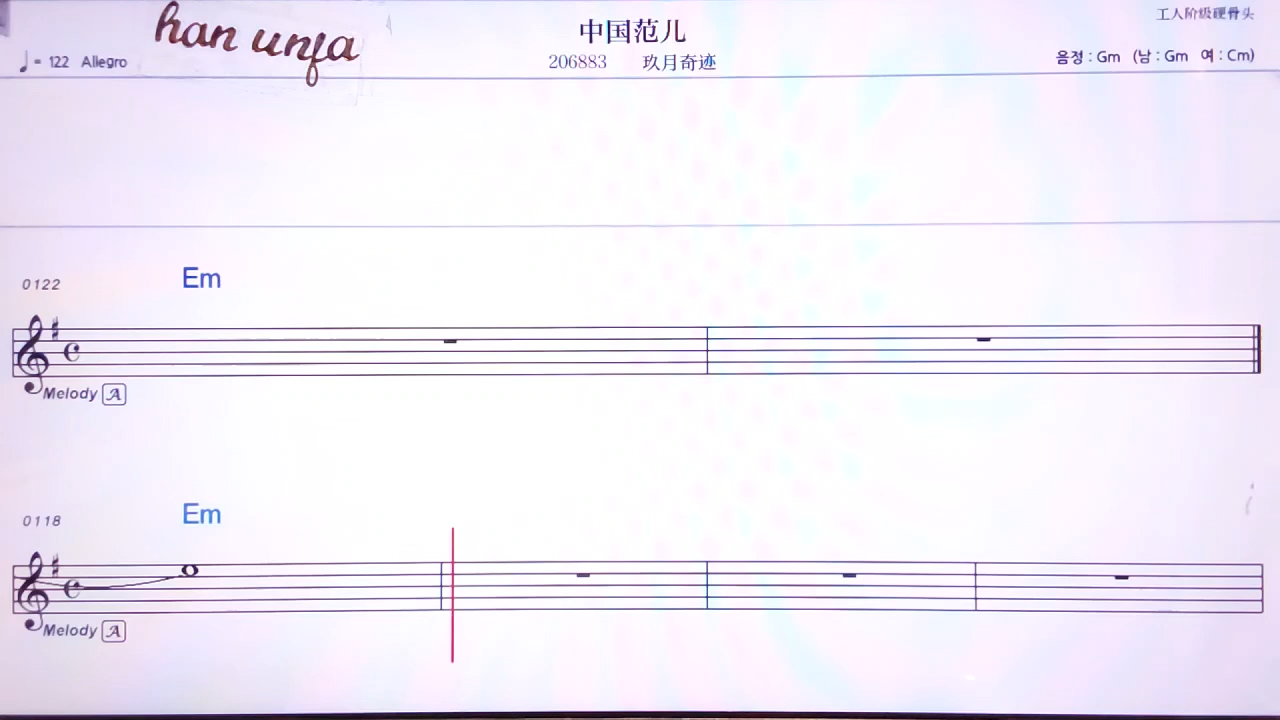 han unfa
中国范儿
工人阶级硬骨头
♩= 122 Allegro
206883 玖月奇迹
음정 : Gm (남 : Gm 여 : Cm)
0122
Em
Melody A
0118
Em
Melody A